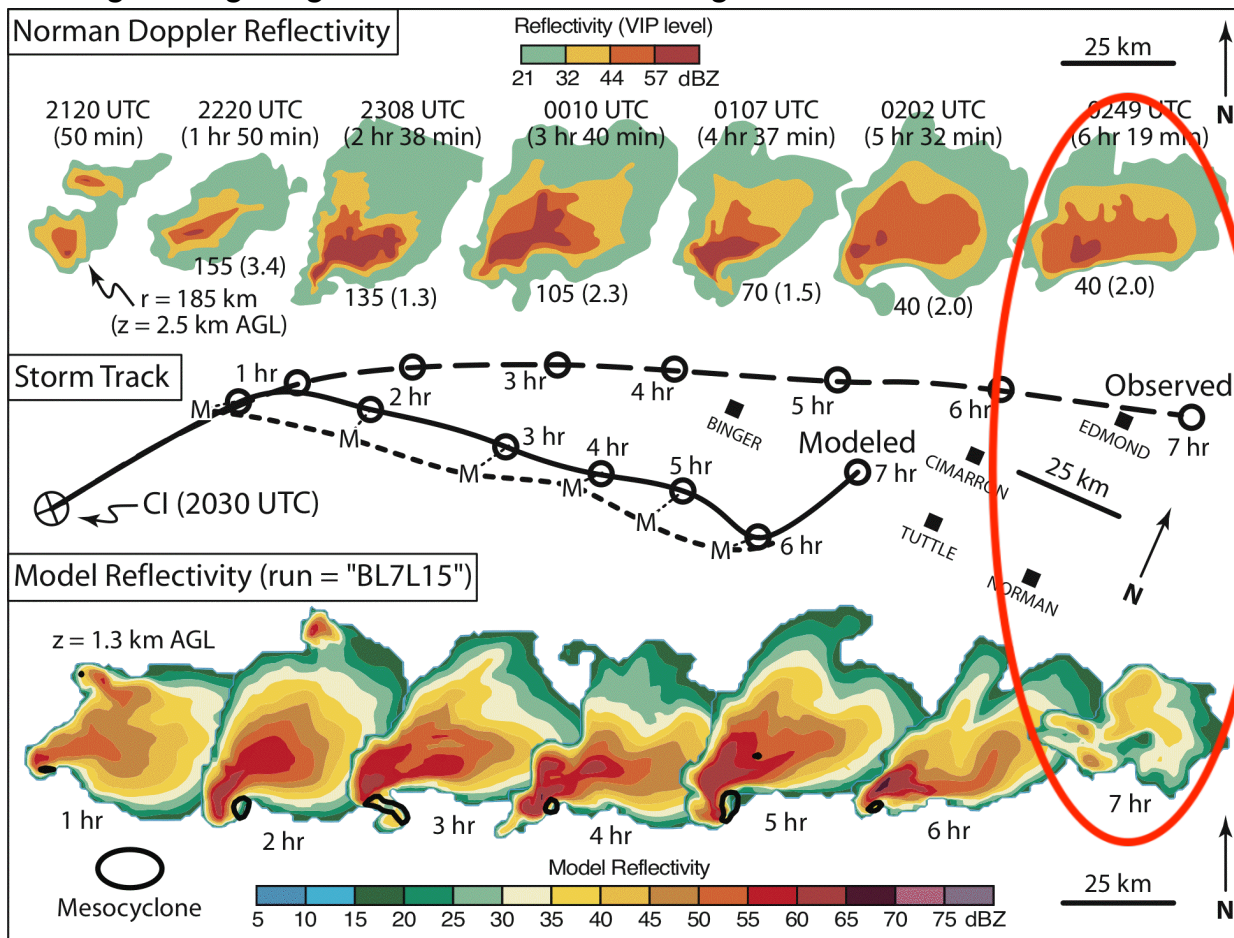 Norman Doppler Reflectivity
Reflectivity (VIP level)
21 32 44 57 dBZ
25 km
N
2120 UTC
(50 min)
2220 UTC
(1 hr 50 min)
2308 UTC
(2 hr 38 min)
0010 UTC
(3 hr 40 min)
0107 UTC
(4 hr 37 min)
0202 UTC
(5 hr 32 min)
0249 UTC
(6 hr 19 min)
155 (3.4)
135 (1.3)
105 (2.3)
70 (1.5)
40 (2.0)
40 (2.0)
r = 185 km
(z = 2.5 km AGL)
Storm Track
1 hr
2 hr
3 hr
4 hr
5 hr
6 hr
Observed
7 hr
M
M
M
M
M
M
3 hr
4 hr
5 hr
6 hr
Modeled
7 hr
BINGER
CIMARRON
EDMOND
TUTTLE
NORMAN
25 km
N
CI (2030 UTC)
Model Reflectivity (run = "BL7L15")
z = 1.3 km AGL
1 hr
2 hr
3 hr
4 hr
5 hr
6 hr
7 hr
Mesocyclone
Model Reflectivity
5 10 15 20 25 30 35 40 45 50 55 60 65 70 75 dBZ
25 km
N